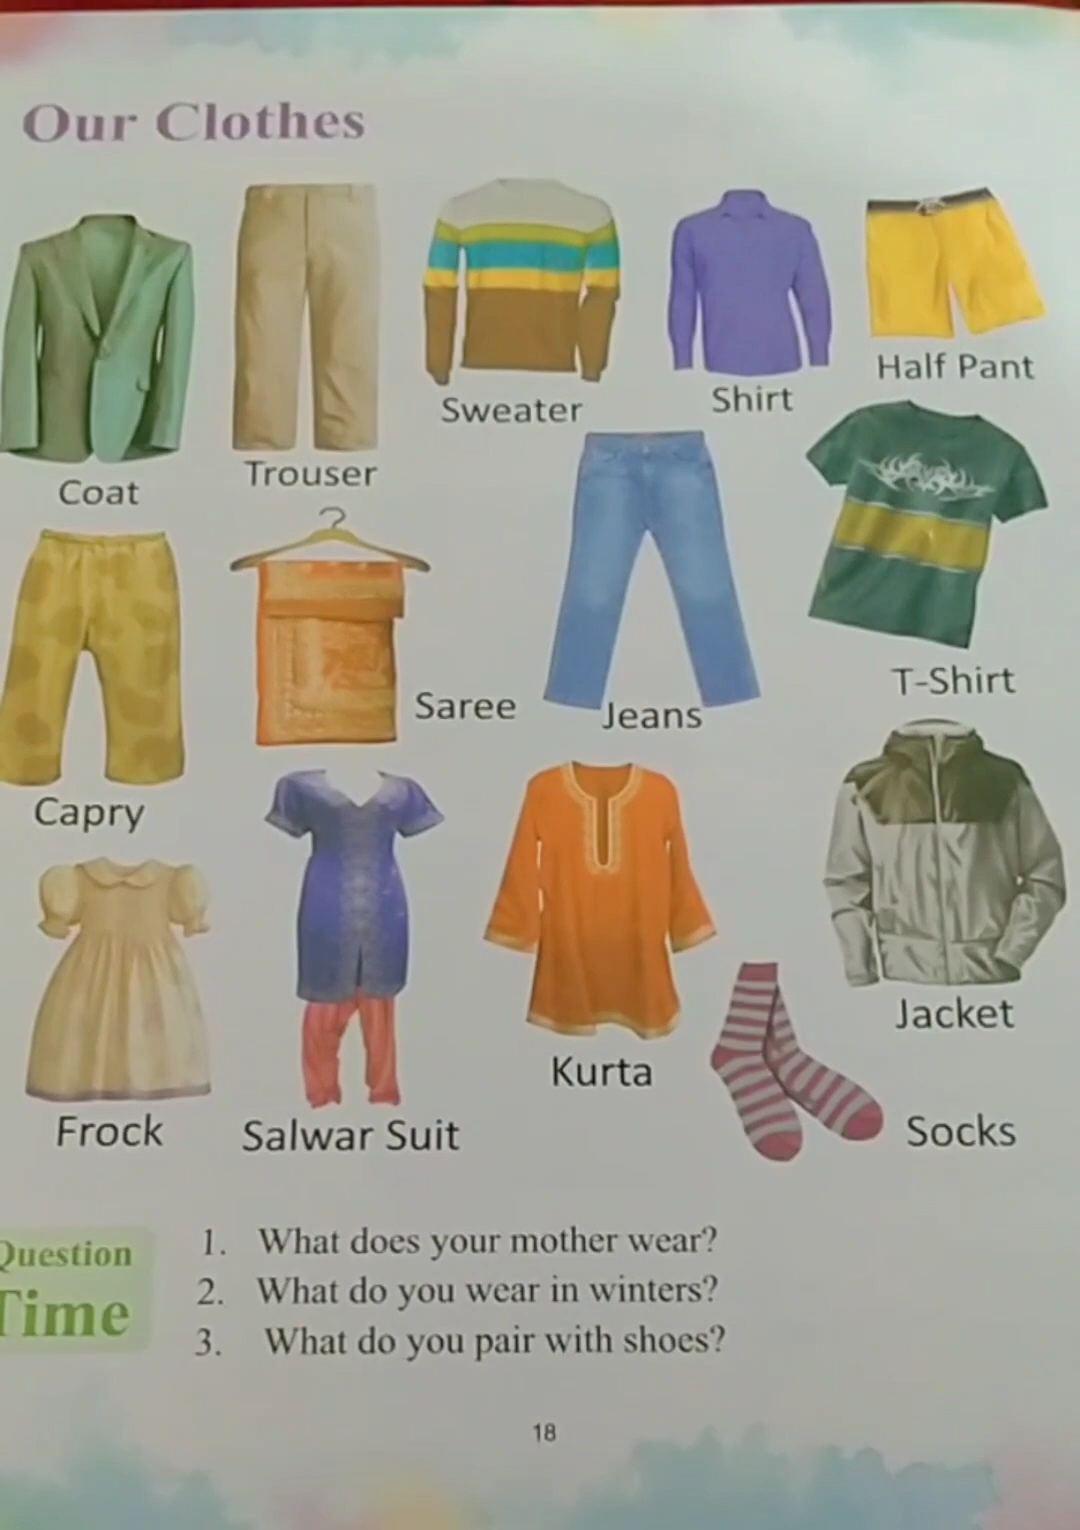 Our Clothes
Coat
Trouser
Sweater
Shirt
Half Pant
Capry
Saree
Jeans
T-Shirt
Frock
Salwar Suit
Kurta
Socks
Jacket
Question
Time
1. What does your mother wear?
2. What do you wear in winters?
3. What do you pair with shoes?
18